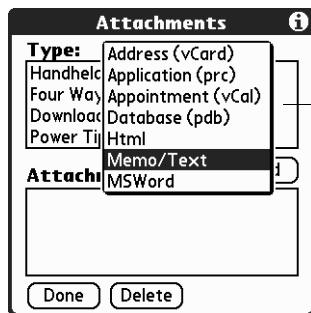 Attachments
Type:
Address (vCard)
Handheld
Application (prc)
Four Way
Appointment (vCal)
Download
Database (pdb)
Power Ti
Html
Memo/Text
MSWord
Attach
Done
Delete